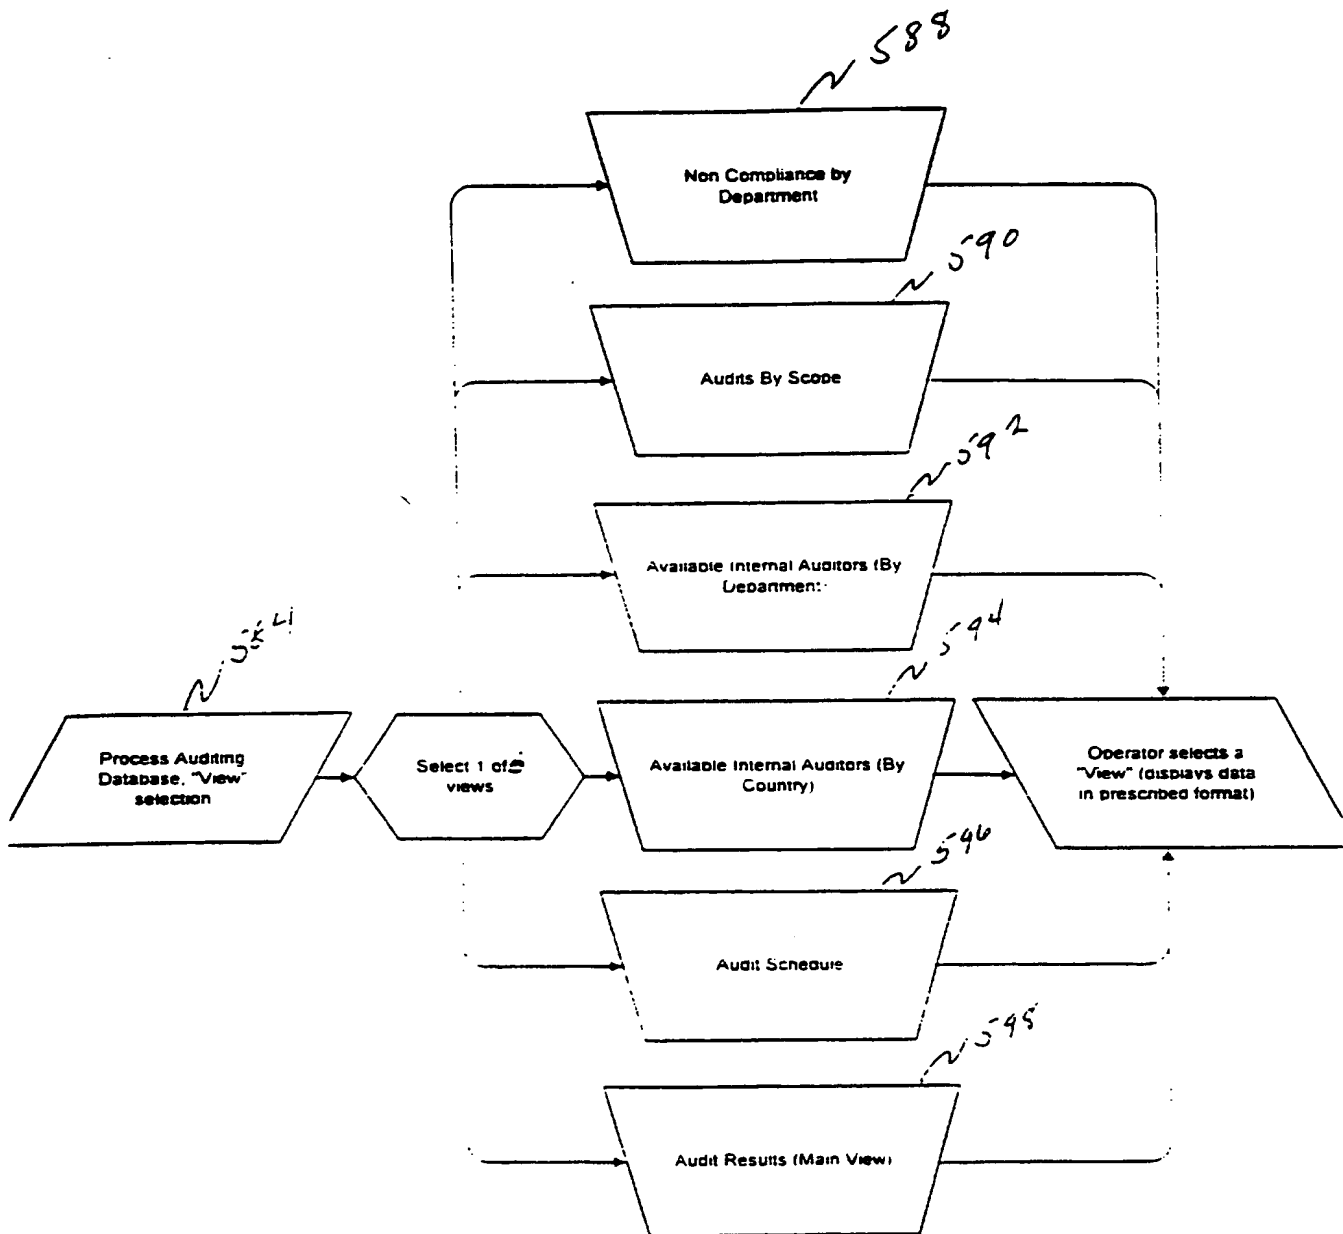 588
Non Compliance by
Department
590
Audits By Scope
592
Available Internal Auditors (By
Department
594
Process Auditing
Database, "View"
selection
Select 1 of
views
Available Internal Auditors (By
Country)
Operator selects a
"View" (displays data
in prescribed format)
596
Audit Schedule
598
Audit Results (Main View)